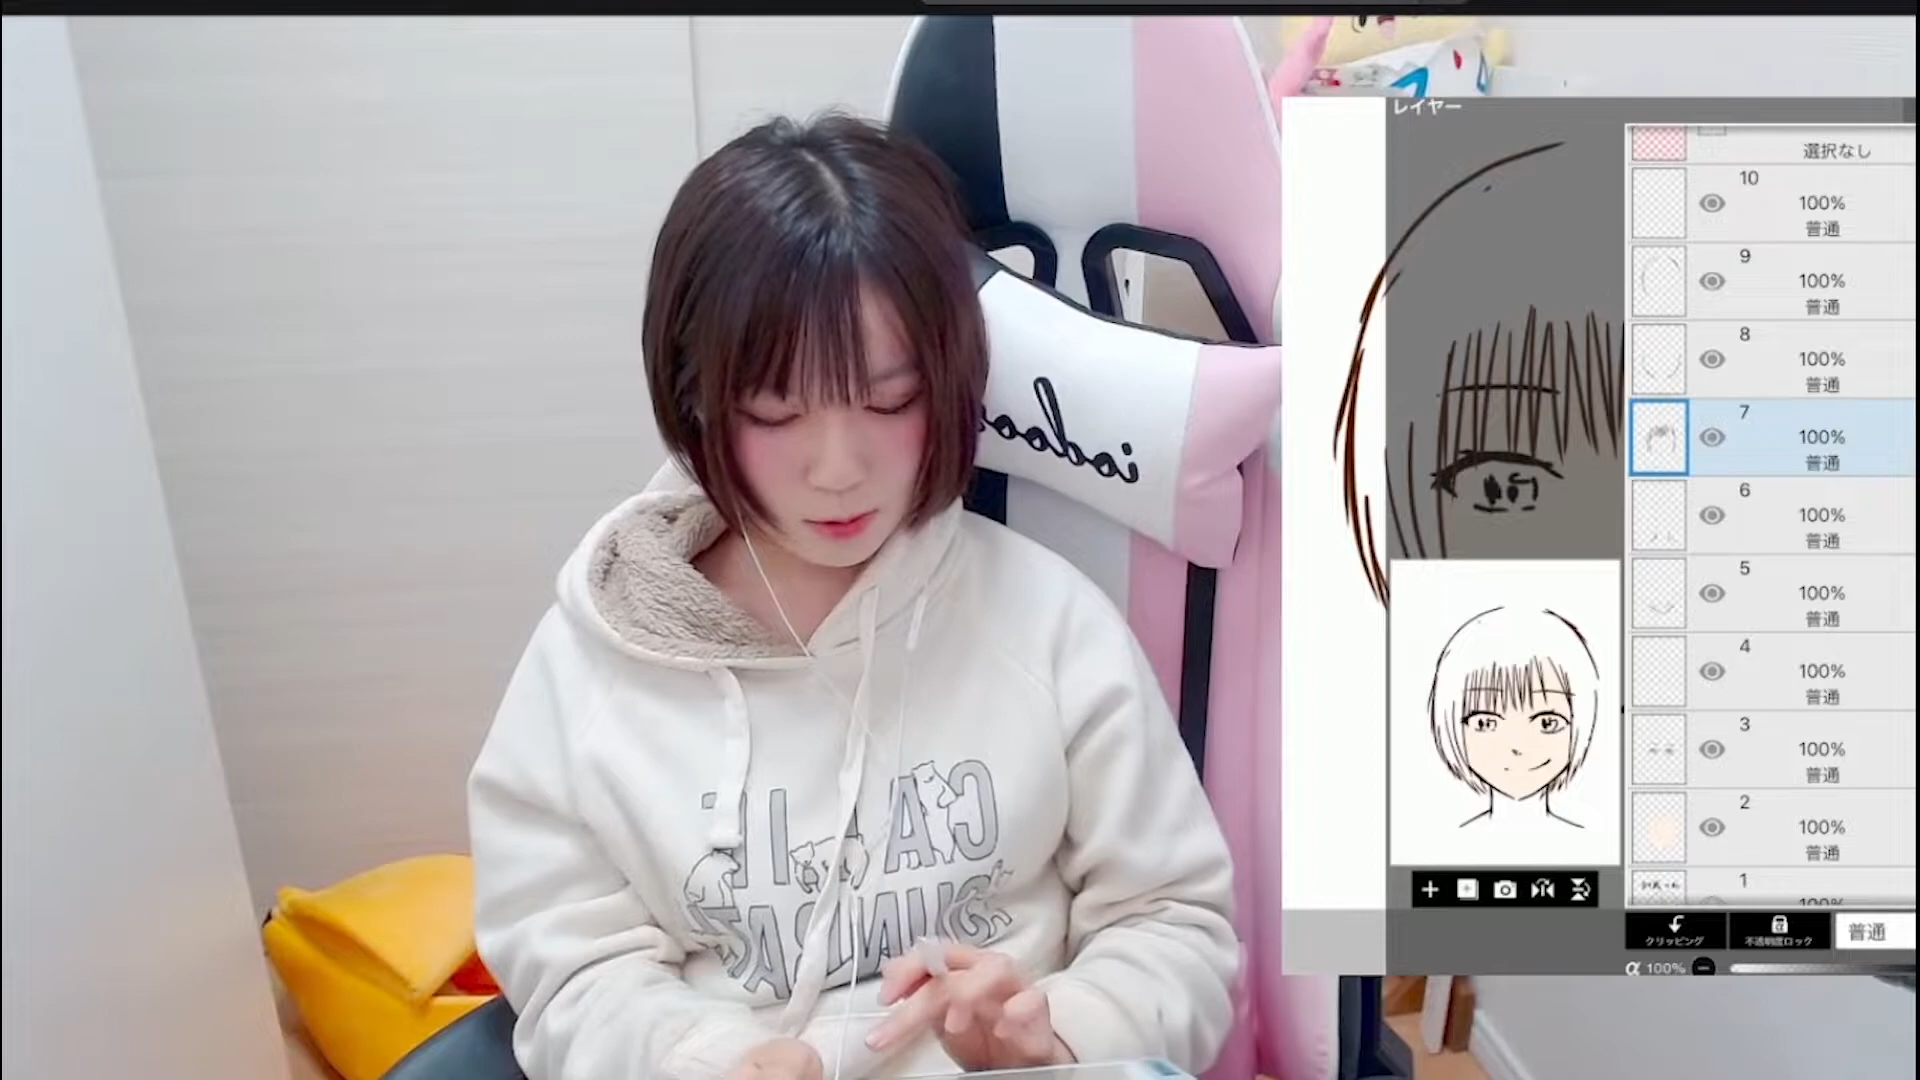 レイヤー
選択なし
10
100%
普通
9
100%
普通
8
100%
普通
7
100%
普通
6
100%
普通
5
100%
普通
4
100%
普通
3
100%
普通
2
100%
普通
1
100%
クリッピング
不透明度ロック
普通
α 100%